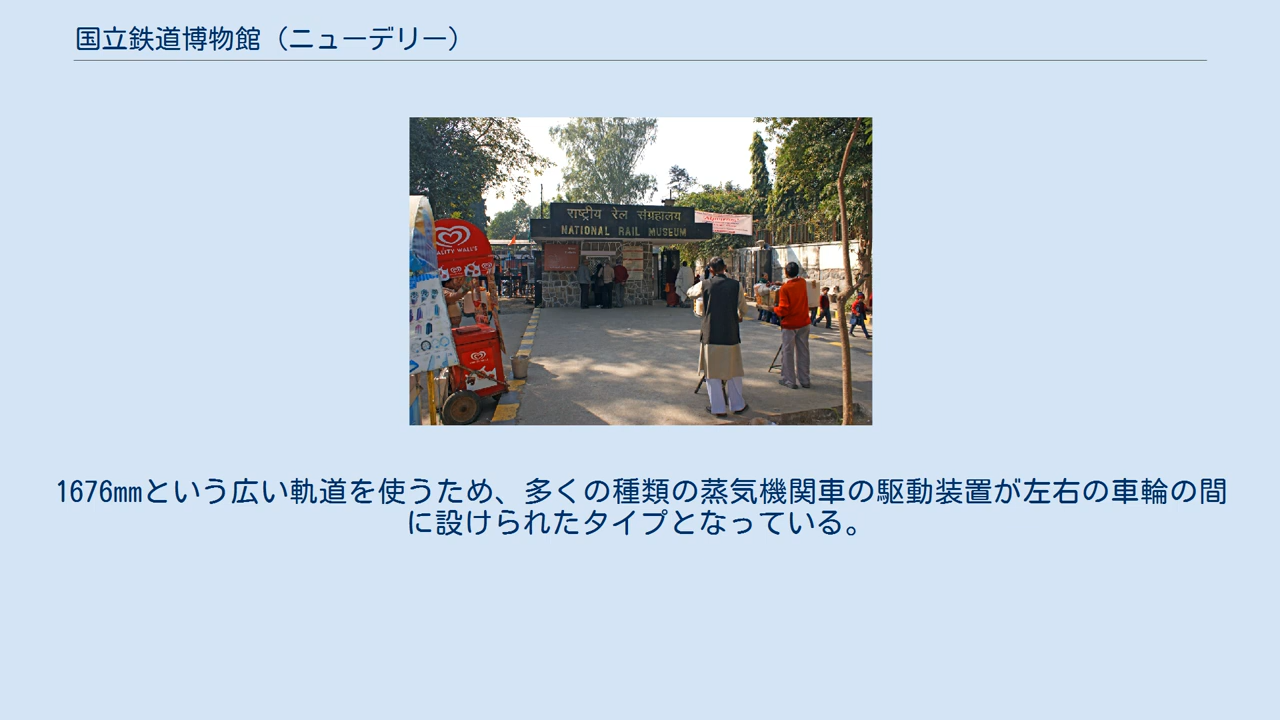 国立鉄道博物館（ニューデリー）
राष्ट्रीय रेल संग्रहालय
NATIONAL RAIL MUSEUM
ALITY WALL'S
1676mmという広い軌道を使うため、多くの種類の蒸気機関車の駆動装置が左右の車輪の間
に設けられたタイプとなっている。